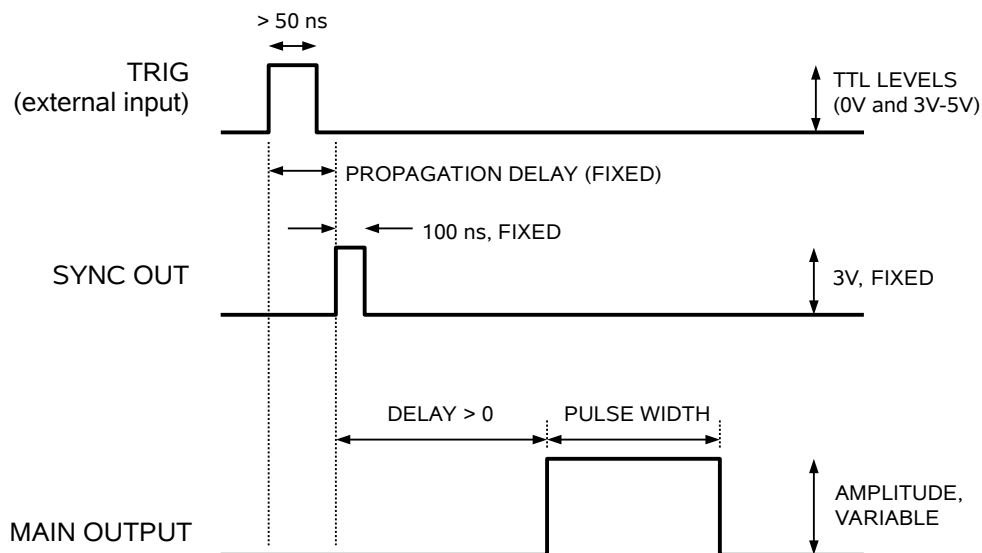 > 50 ns
TRIG
(external input)
TTL LEVELS
(0V and 3V-5V)
PROPAGATION DELAY (FIXED)
100 ns, FIXED
SYNC OUT
3V, FIXED
DELAY > 0
PULSE WIDTH
AMPLITUDE,
VARIABLE
MAIN OUTPUT